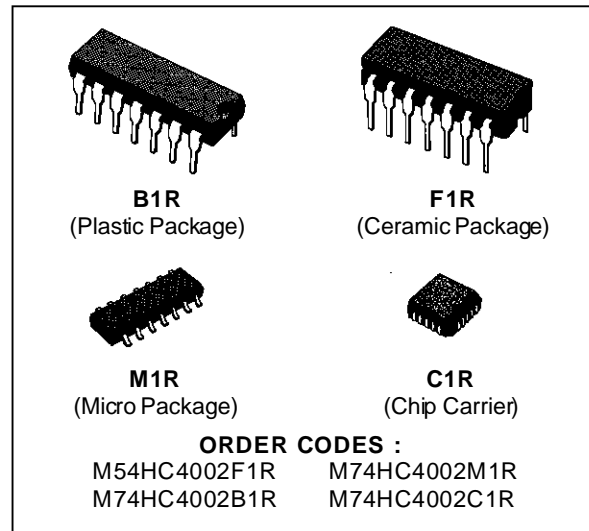 B1R
(Plastic Package)
F1R
(Ceramic Package)
M1R
(Micro Package)
C1R
(Chip Carrier)
ORDER CODES :
M54HC4002F1R M74HC4002M1R
M74HC4002B1R M74HC4002C1R